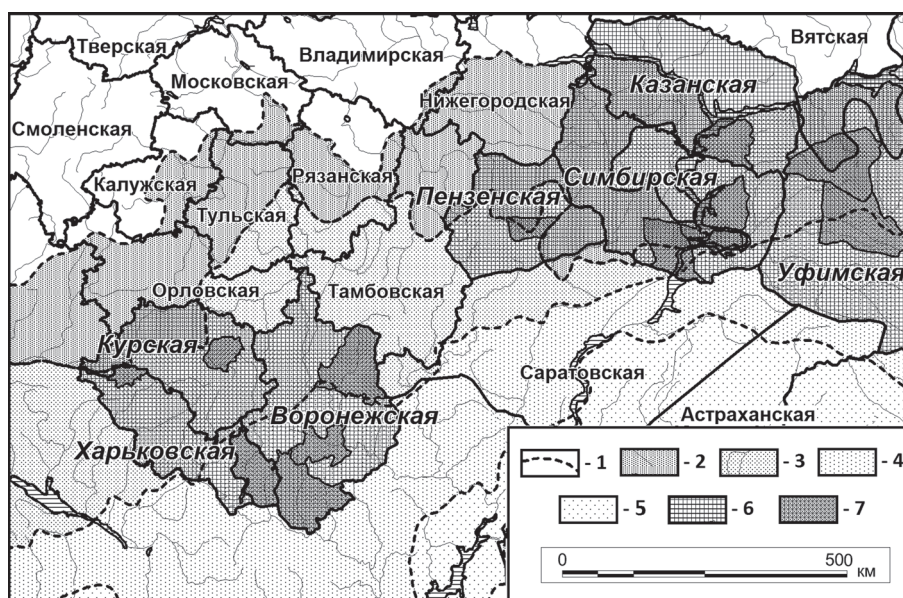 Тверская
Московская
Владимирская
Вятская
Смоленская
Нижегородская
Казанская
Калужская
Рязанская
Тульская
Пензенская
Симбирская
Орловская
Тамбовская
Уфимская
Курская
Саратовская
Воронежская
Астраханская
Харьковская
- 1
- 2
- 3
- 4
- 5
- 6
- 7
0 500
км